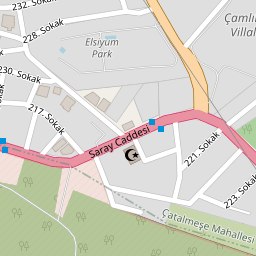 232. Sokak
228. Sokak
Elsiyum
Park
230. Sokak
217. Sokak
Saray Caddesi
221. Sokak
223. Sokak
Çatalmeşe Mahallesi